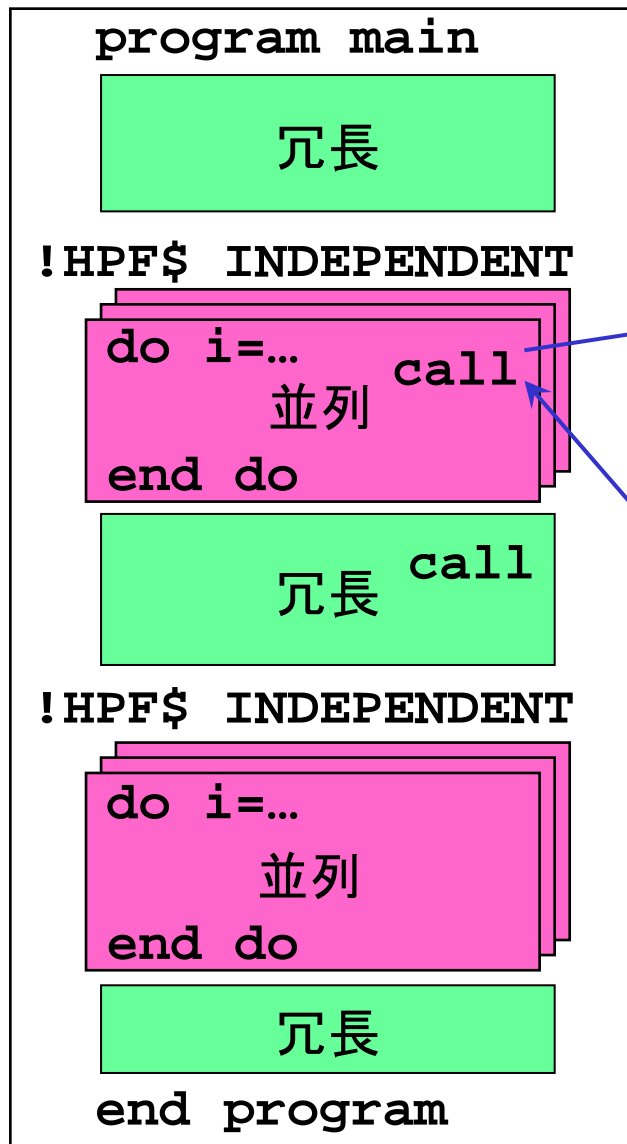 program main
冗長
!HPF$ INDEPENDENT
do i=…
call
並列
end do
call
冗長
!HPF$ INDEPENDENT
do i=…
並列
end do
冗長
end program